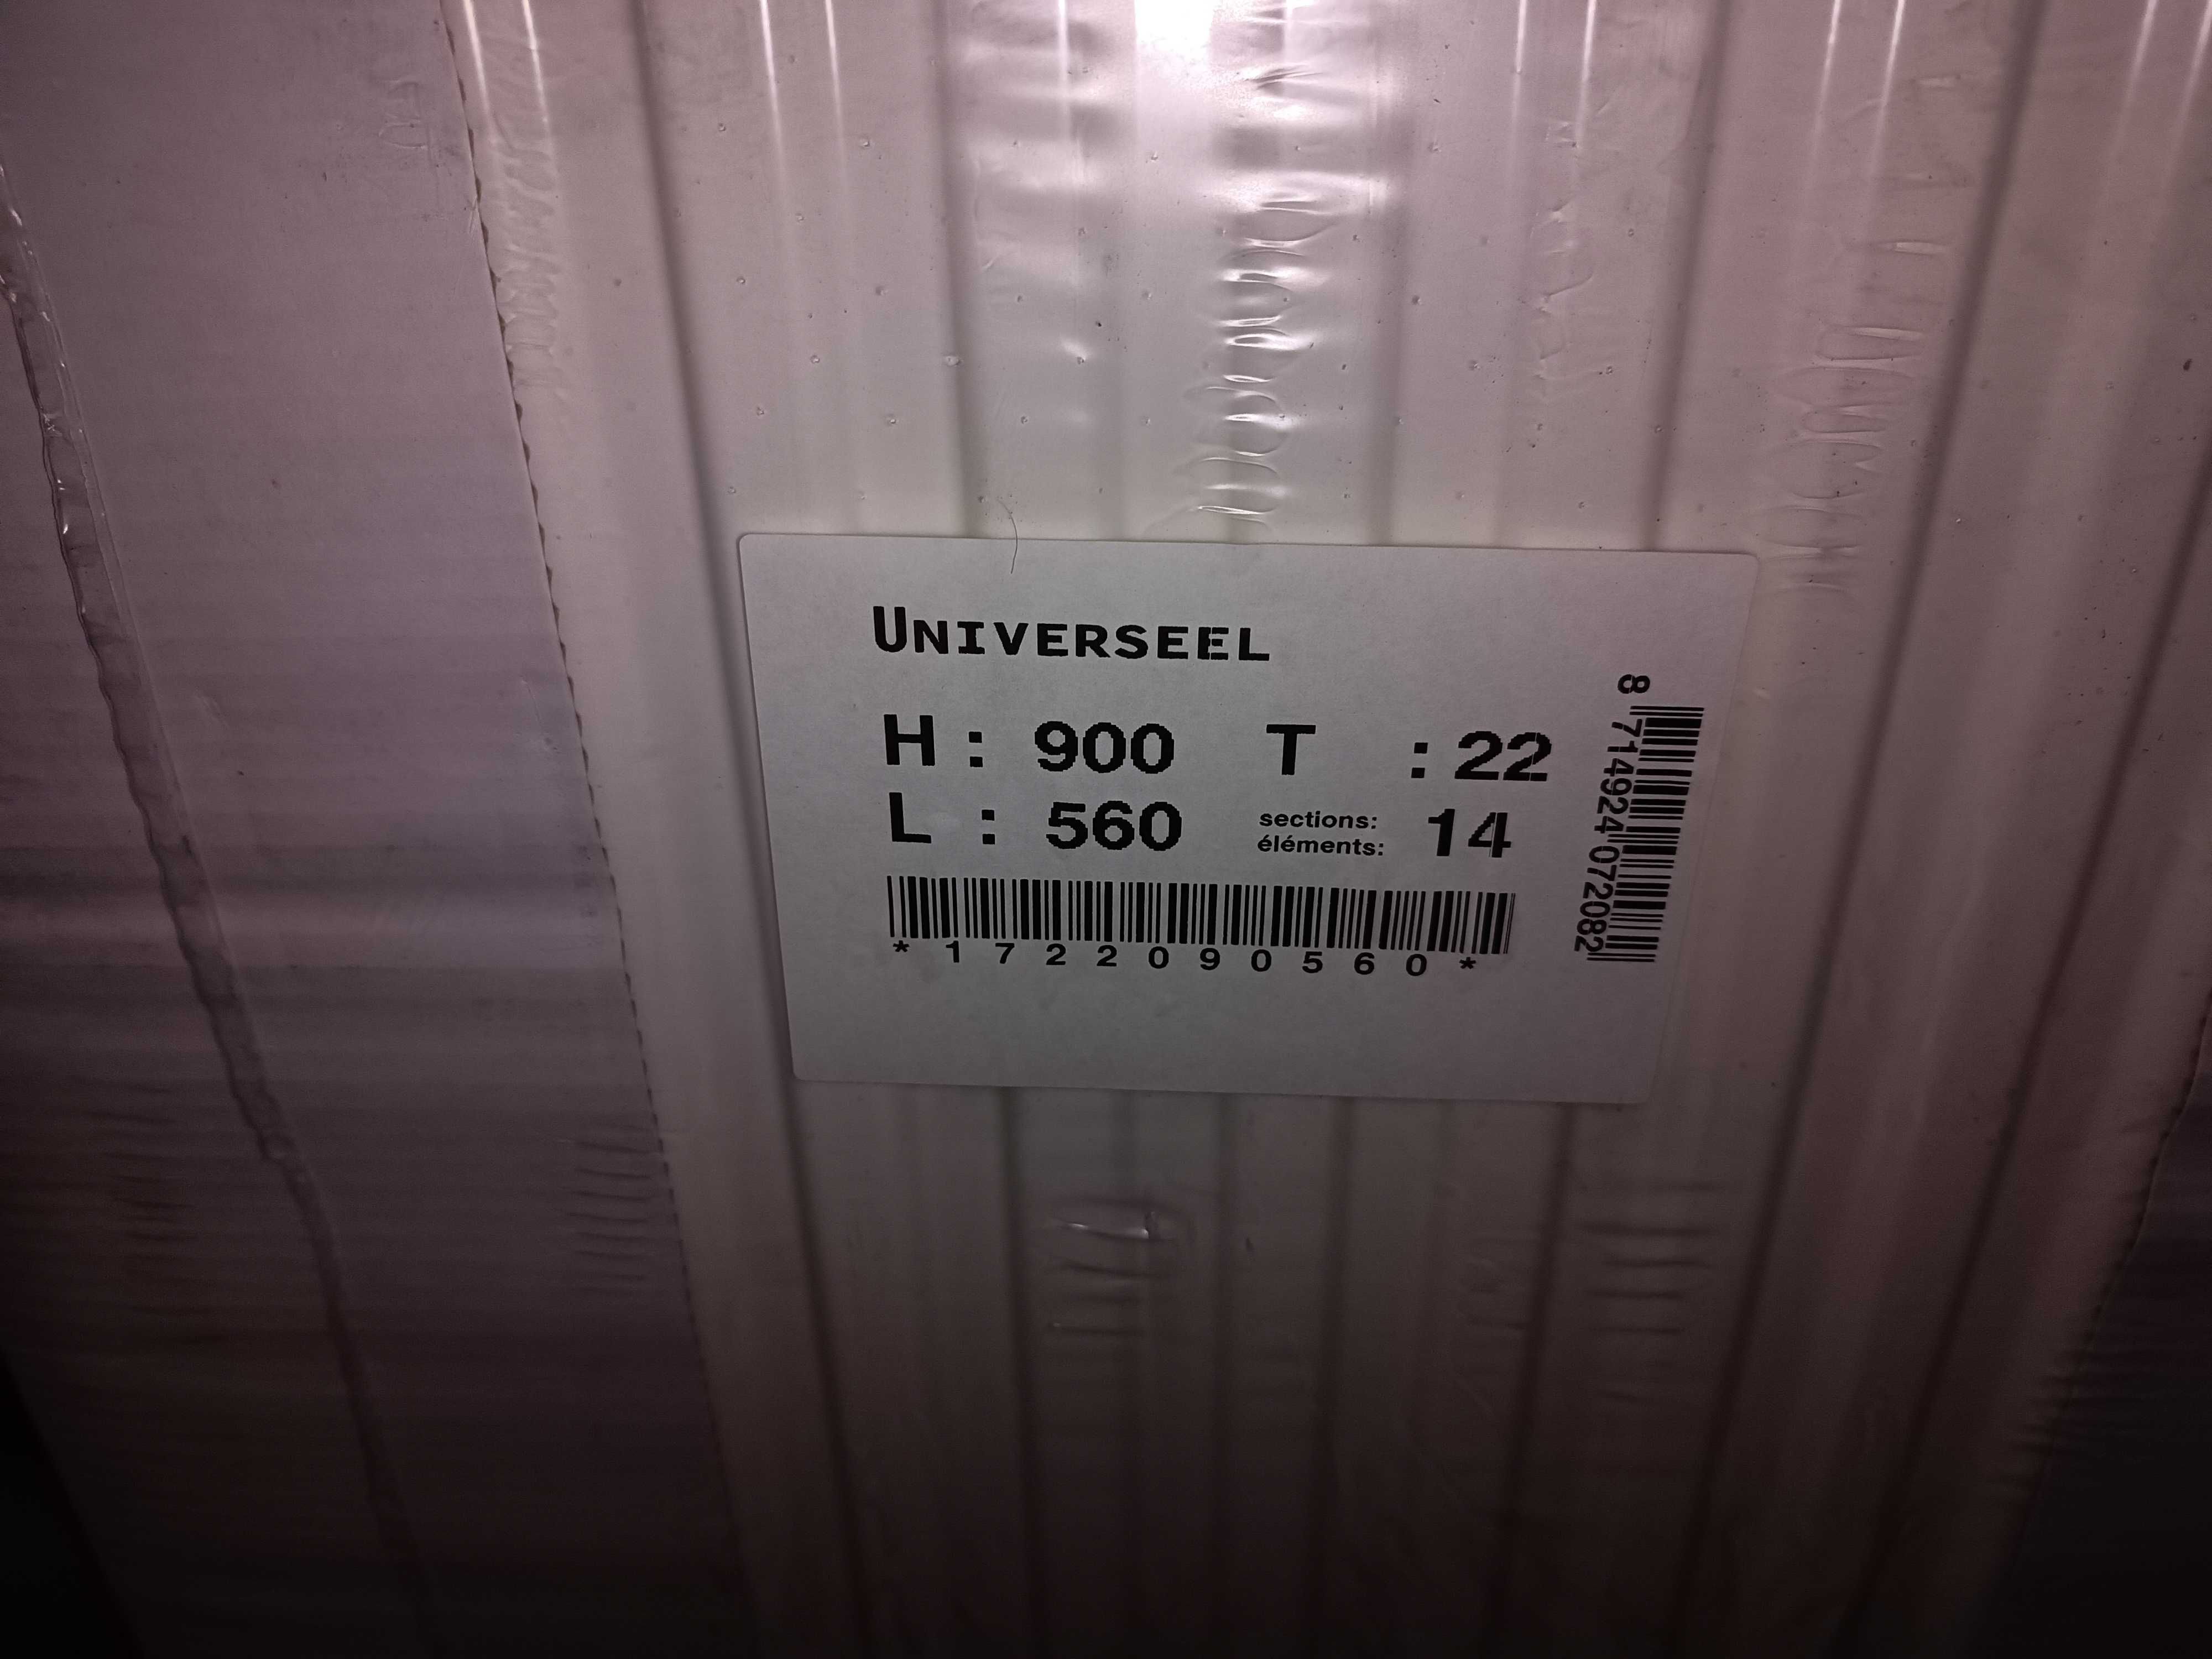 UNIVERSEEL
H : 900 T : 22
L : 560 sections: éléments: 14
*1722090560*
8 714924 072082